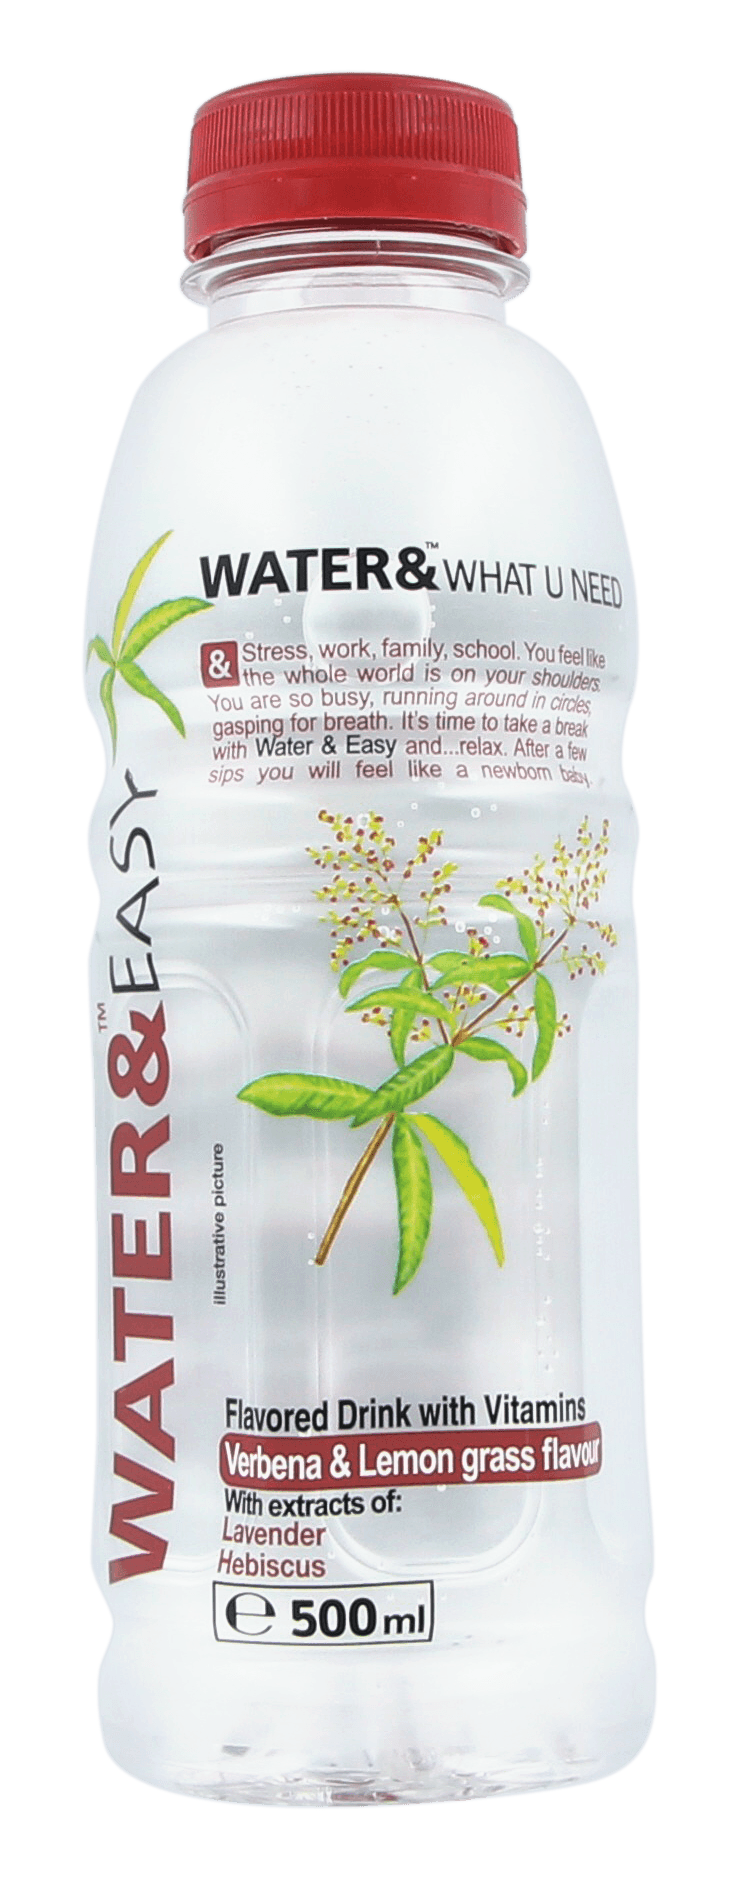 WATER&™WHAT U NEED
& Stress, work, family, school. You feel like
the whole world is on your shoulders.
You are so busy, running around in circles,
gasping for breath. It's time to take a break
with Water & Easy and...relax. After a few
sips you will feel like a newborn baby.
WATER&™EASY
illustrative picture
Flavored Drink with Vitamins
Verbena & Lemon grass flavour
With extracts of:
Lavender
Hebiscus
e 500 ml